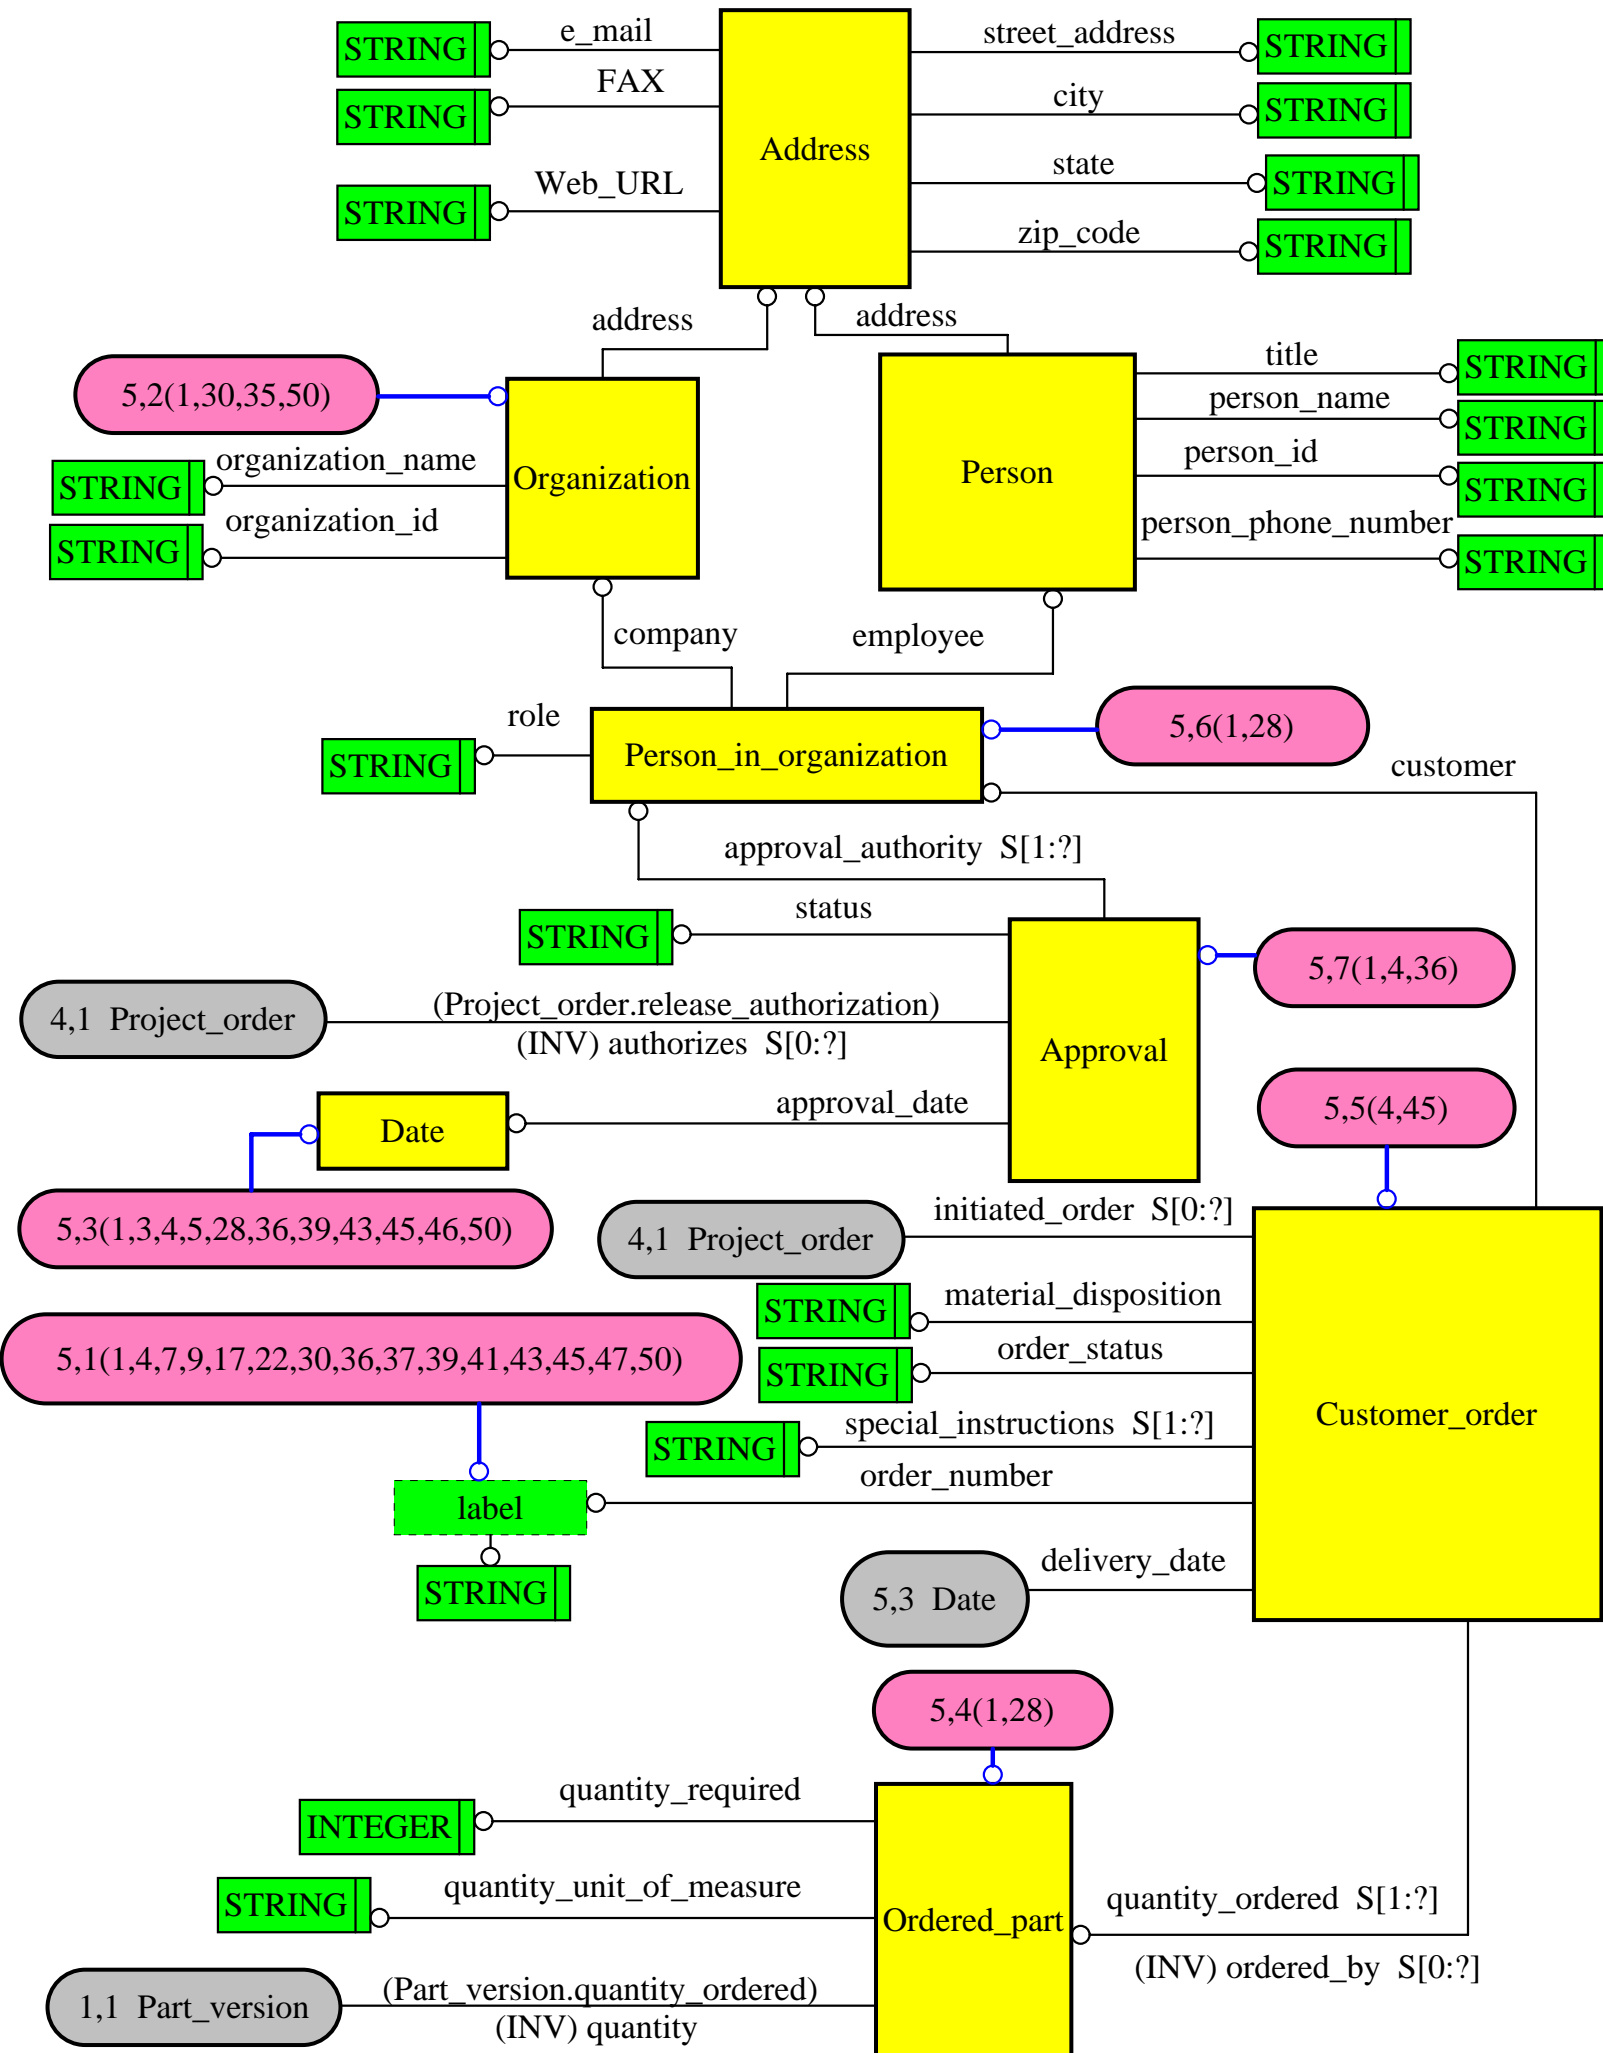 e_mail
street_address
STRING
STRING
FAX
city
STRING
STRING
Address
Web_URL
state
STRING
STRING
zip_code
STRING
address
address
5,2(1,30,35,50)
title
STRING
person_name
STRING
organization_name
person_id
STRING
Organization
Person
STRING
organization_id
person_phone_number
STRING
STRING
company
employee
role
5,6(1,28)
STRING
Person_in_organization
customer
approval_authority S[1:?]
status
STRING
5,7(1,4,36)
4,1 Project_order
(Project_order.release_authorization)
(INV) authorizes S[0:?]
Approval
approval_date
Date
5,5(4,45)
5,3(1,3,4,5,28,36,39,43,45,46,50)
initiated_order S[0:?]
4,1 Project_order
material_disposition
STRING
order_status
5,1(1,4,7,9,17,22,30,36,37,39,41,43,45,47,50)
STRING
Customer_order
special_instructions S[1:?]
STRING
order_number
label
delivery_date
STRING
5,3 Date
5,4(1,28)
quantity_required
INTEGER
quantity_unit_of_measure
STRING
quantity_ordered S[1:?]
Ordered_part
(INV) ordered_by S[0:?]
(Part_version.quantity_ordered)
1,1 Part_version
(INV) quantity